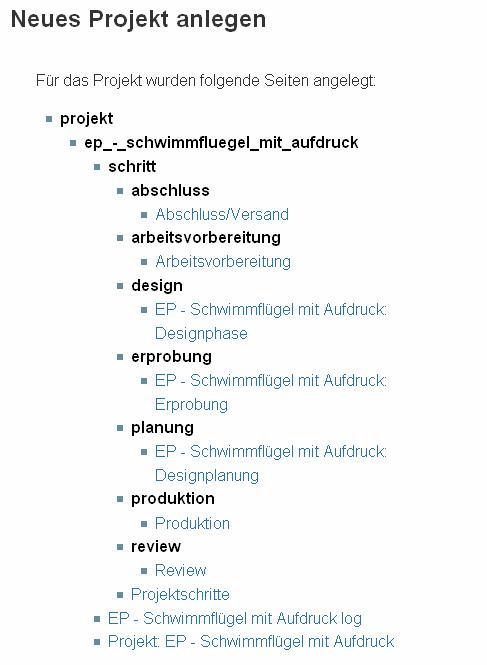 Neues Projekt anlegen
Für das Projekt wurden folgende Seiten angelegt:
projekt
ep_-_schwimmfluegel_mit_aufdruck
schritt
abschluss
Abschluss/Versand
arbeitsvorbereitung
Arbeitsvorbereitung
design
EP - Schwimmflügel mit Aufdruck:
Designphase
erprobung
EP - Schwimmflügel mit Aufdruck:
Erprobung
planung
EP - Schwimmflügel mit Aufdruck:
Designplanung
produktion
Produktion
review
Review
Projektschritte
EP - Schwimmflügel mit Aufdruck log
Projekt: EP - Schwimmflügel mit Aufdruck